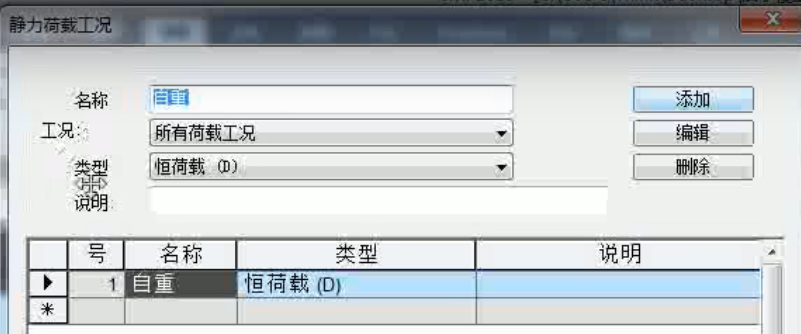 静力荷载工况
名称 自重 添加
工况: 所有荷载工况 编辑
类型 恒荷载 (D) 删除
说明
号 名称 类型 说明
1 自重 恒荷载 (D)
*